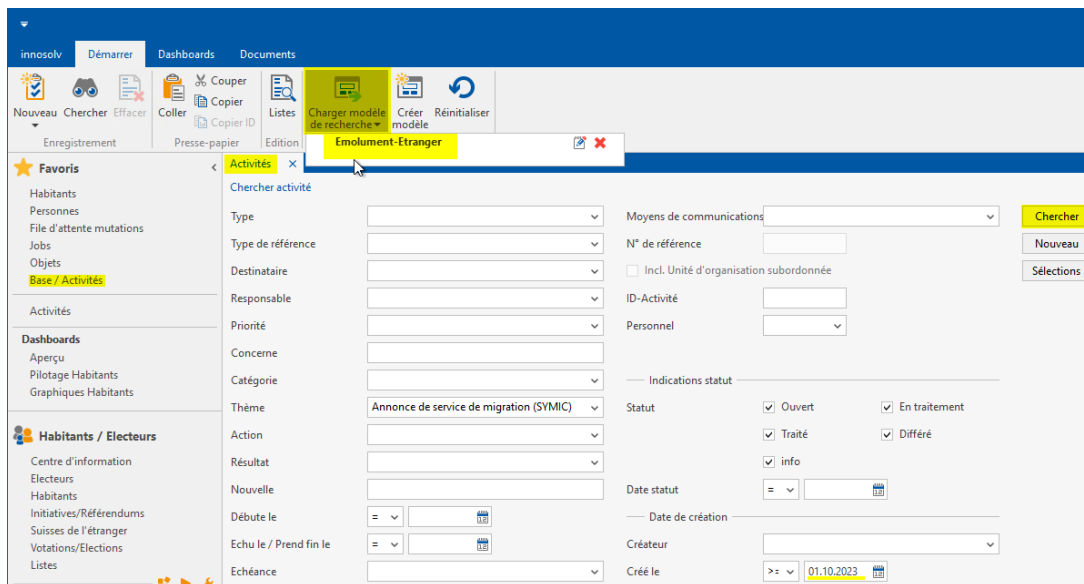 innosolv Démarrer Dashboards Documents
Nouveau Chercher Effacer
Enregistrement
Coller
Couper
Copier
Copier ID
Presse-papier
Listes
Edition
Charger modèle de recherche
Créer modèle
Réinitialiser
Emolument-Etranger
Favoris
Habitants
Personnes
File d'attente mutations
Jobs
Objets
Base / Activités
Activités
Dashboards
Aperçu
Pilotage Habitants
Graphiques Habitants
Habitants / Electeurs
Centre d'information
Electeurs
Habitants
Initiatives/Référendums
Suisses de l'étranger
Votations/Elections
Listes
Activités
Chercher activité
Type
Type de référence
Destinataire
Responsable
Priorité
Concerne
Catégorie
Thème Annonce de service de migration (SYMIC)
Action
Résultat
Nouvelle
Débute le =
Echu le / Prend fin le =
Echéance
Moyens de communications
N° de référence
Incl. Unité d'organisation subordonnée
ID-Activité
Personnel
Indications statut
Statut Ouvert En traitement
Traité Différé
info
Date statut =
Date de création
Créateur
Créé le >= 01.10.2023
Chercher
Nouveau
Sélections